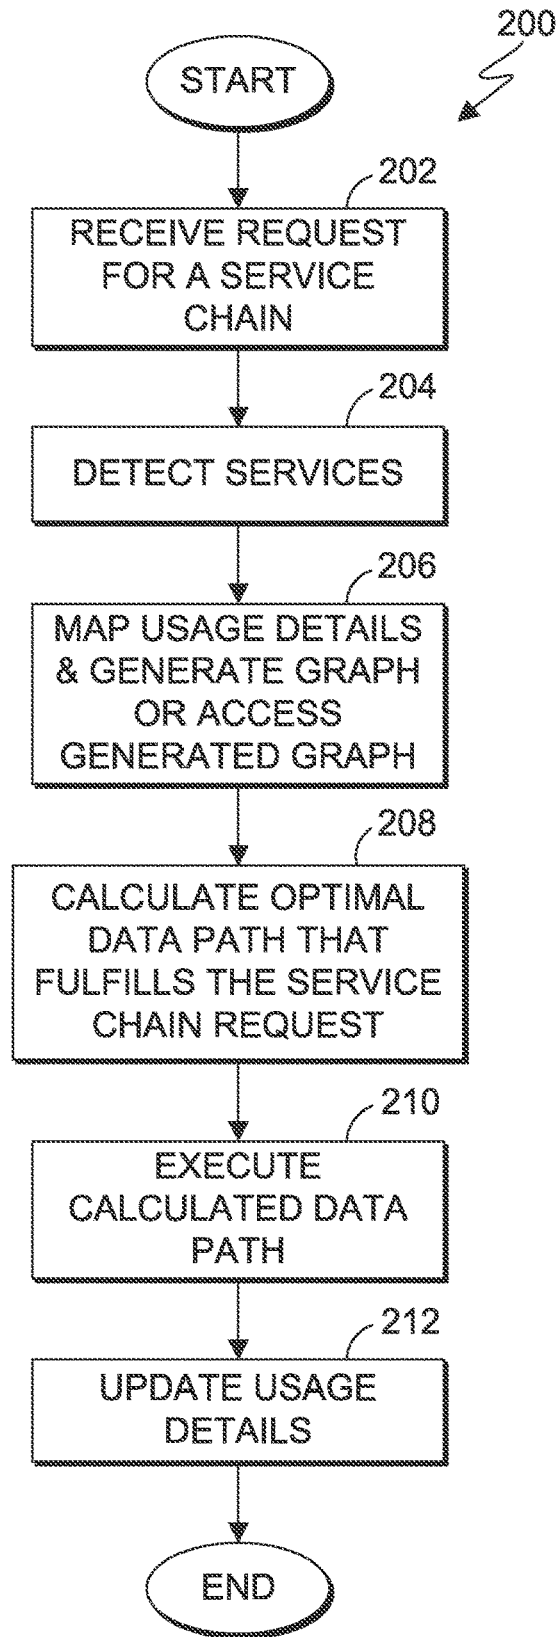 200
START
202
RECEIVE REQUEST
FOR A SERVICE
CHAIN
204
DETECT SERVICES
206
MAP USAGE DETAILS
& GENERATE GRAPH
OR ACCESS
GENERATED GRAPH
208
CALCULATE OPTIMAL
DATA PATH THAT
FULFILLS THE SERVICE
CHAIN REQUEST
210
EXECUTE
CALCULATED DATA
PATH
212
UPDATE USAGE
DETAILS
END